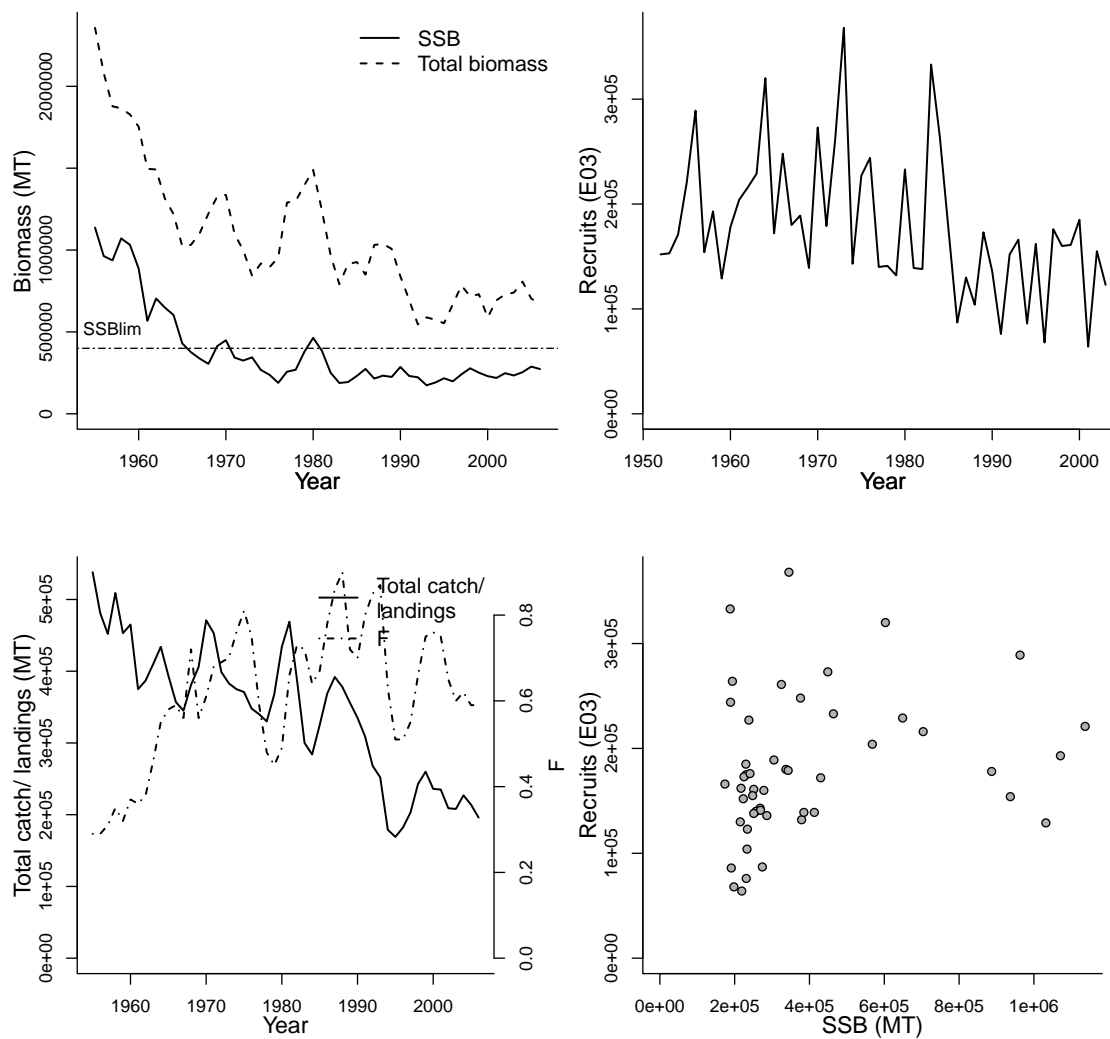 SSB
Total biomass
Biomass (MT)
0
500000
1000000
2000000
SSBlim
1960
1970
1980
1990
2000
Year
Recruits (E03)
0e+00
1e+05
2e+05
3e+05
1950
1960
1970
1980
1990
2000
Year
Total catch/ landings (MT)
0e+00
1e+05
2e+05
3e+05
4e+05
5e+05
Total catch/
landings
F
F
0.0
0.2
0.4
0.6
0.8
1960
1970
1980
1990
2000
Year
Recruits (E03)
0e+00
1e+05
2e+05
3e+05
0e+00
2e+05
4e+05
6e+05
8e+05
1e+06
SSB (MT)